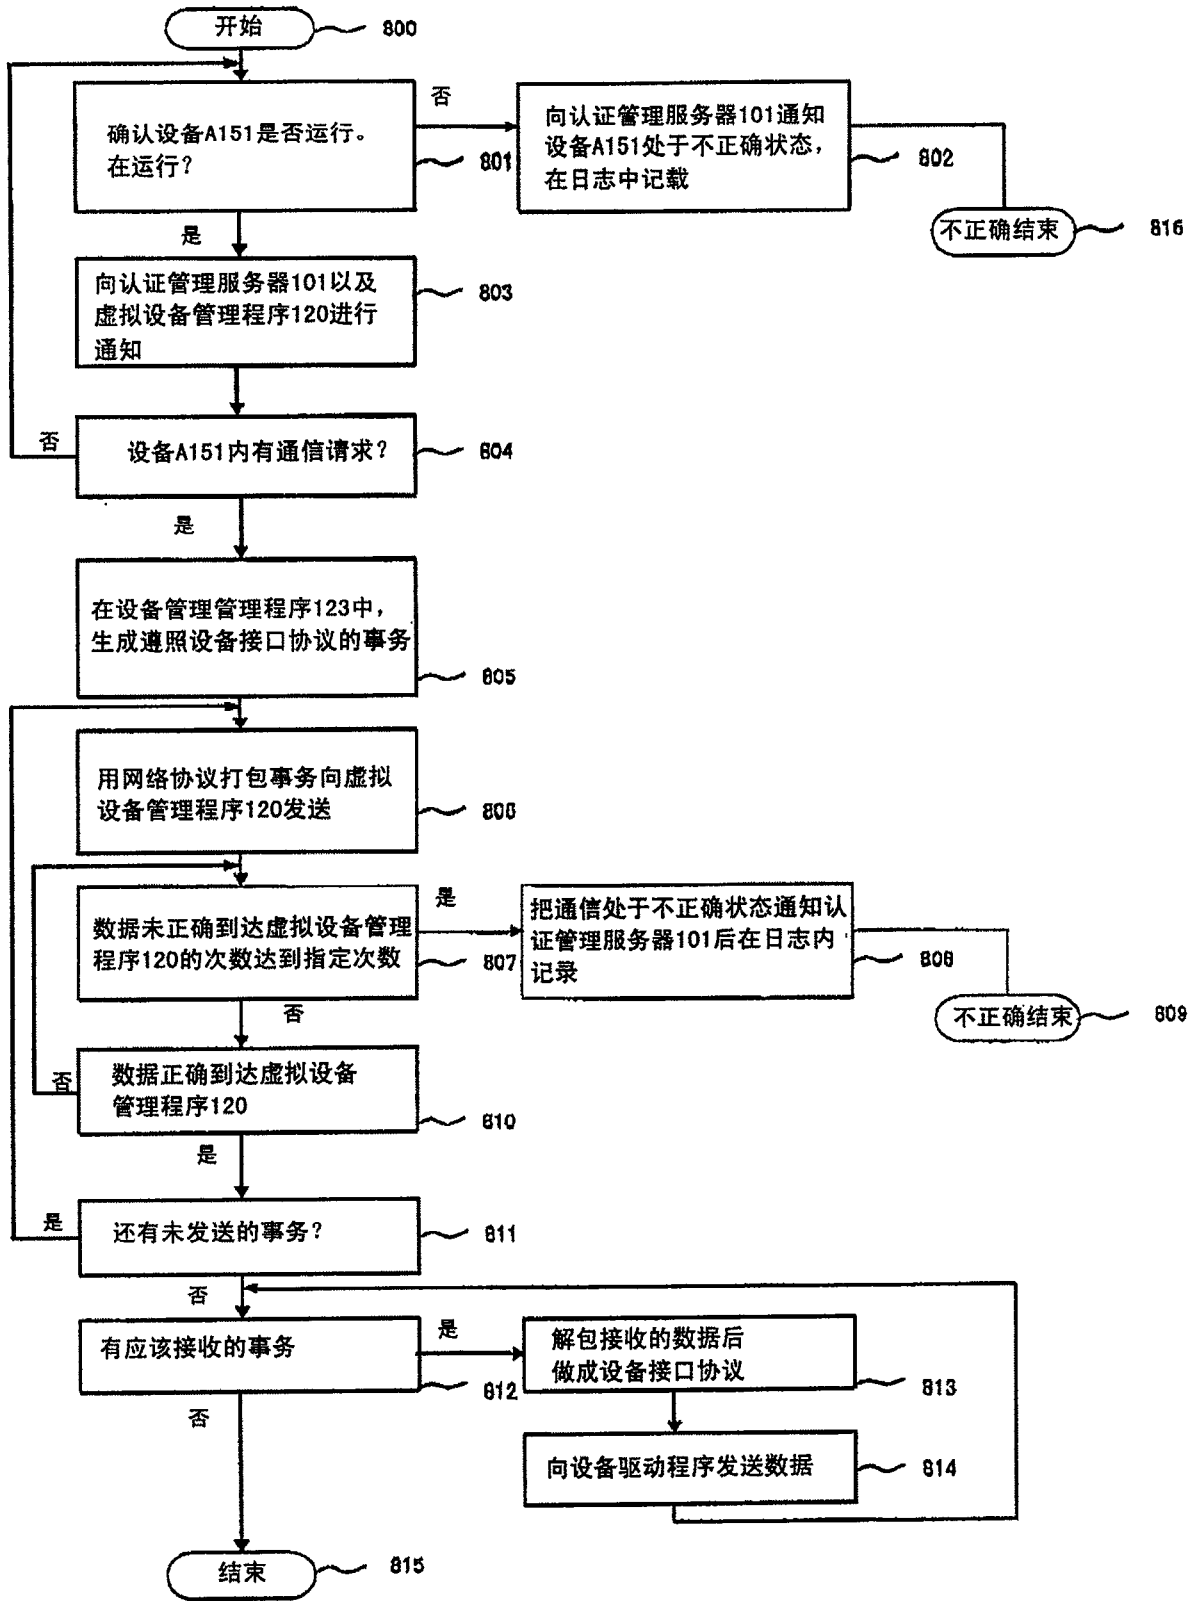 开始
800
确认设备A151是否运行。
在运行？
801
否
向认证管理服务器101通知
设备A151处于不正确状态，
在日志中记载
802
不正确结束
816
是
向认证管理服务器101以及
虚拟设备管理程序120进行
通知
803
否
设备A151内有通信请求？
804
是
在设备管理管理程序123中，
生成遵照设备接口协议的事务
805
用网络协议打包事务向虚拟
设备管理程序120发送
806
数据未正确到达虚拟设备管理
程序120的次数达到指定次数
807
是
把通信处于不正确状态通知认
证管理服务器101后在日志内
记录
808
不正确结束
809
否
否
数据正确到达虚拟设备
管理程序120
810
是
是
还有未发送的事务？
811
否
有应该接收的事务
812
是
解包接收的数据后
做成设备接口协议
813
否
向设备驱动程序发送数据
814
结束
815